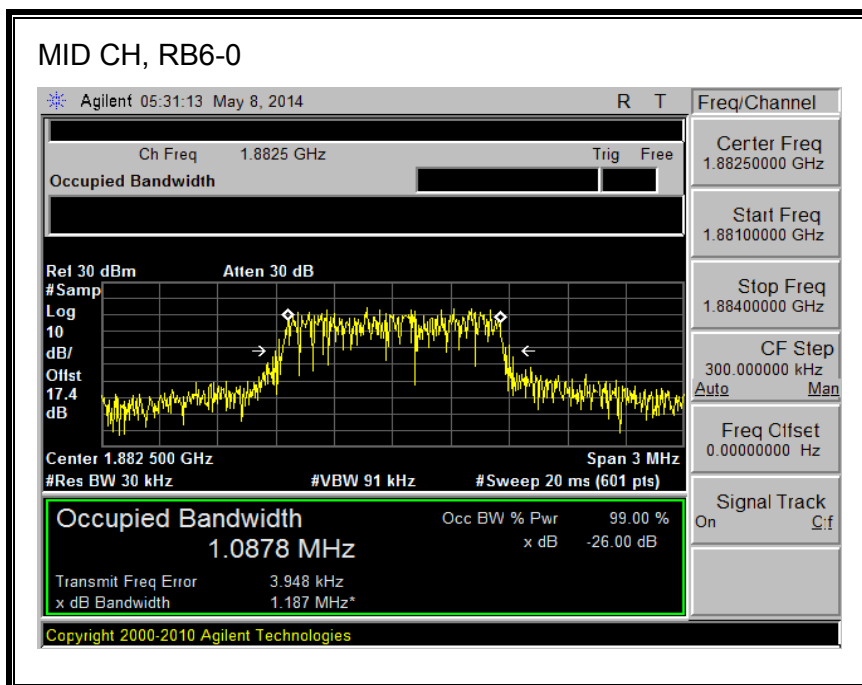 MID CH, RB6-0
Agilent 05:31:13 May 8, 2014 R T
Freq/Channel
Ch Freq 1.8825 GHz Trig Free
Occupied Bandwidth
Center Freq
1.88250000 GHz
Start Freq
1.88100000 GHz
Stop Freq
1.88400000 GHz
CF Step
300.000000 kHz
Auto Man
Freq Offset
0.00000000 Hz
Signal Track
On Off
Ref 30 dBm Atten 30 dB
#Samp
Log
10
dB/
Offst
17.4
dB
Center 1.882 500 GHz Span 3 MHz
#Res BW 30 kHz #VBW 91 kHz #Sweep 20 ms (601 pts)
Occupied Bandwidth
1.0878 MHz
Occ BW % Pwr 99.00 %
x dB -26.00 dB
Transmit Freq Error 3.948 kHz
x dB Bandwidth 1.187 MHz*
Copyright 2000-2010 Agilent Technologies